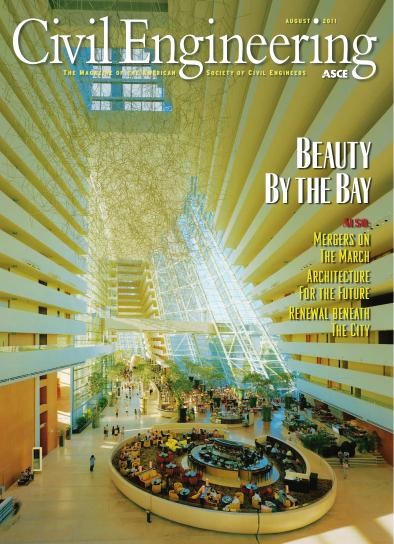 AUGUST • 2011
Civil Engineering
THE MAGAZINE OF THE AMERICAN SOCIETY OF CIVIL ENGINEERS
ASCE
BEAUTY
BY THE BAY
ALSO:
MERGERS ON
THE MARCH
ARCHITECTURE
FOR THE FUTURE
RENEWAL BENEATH
THE CITY